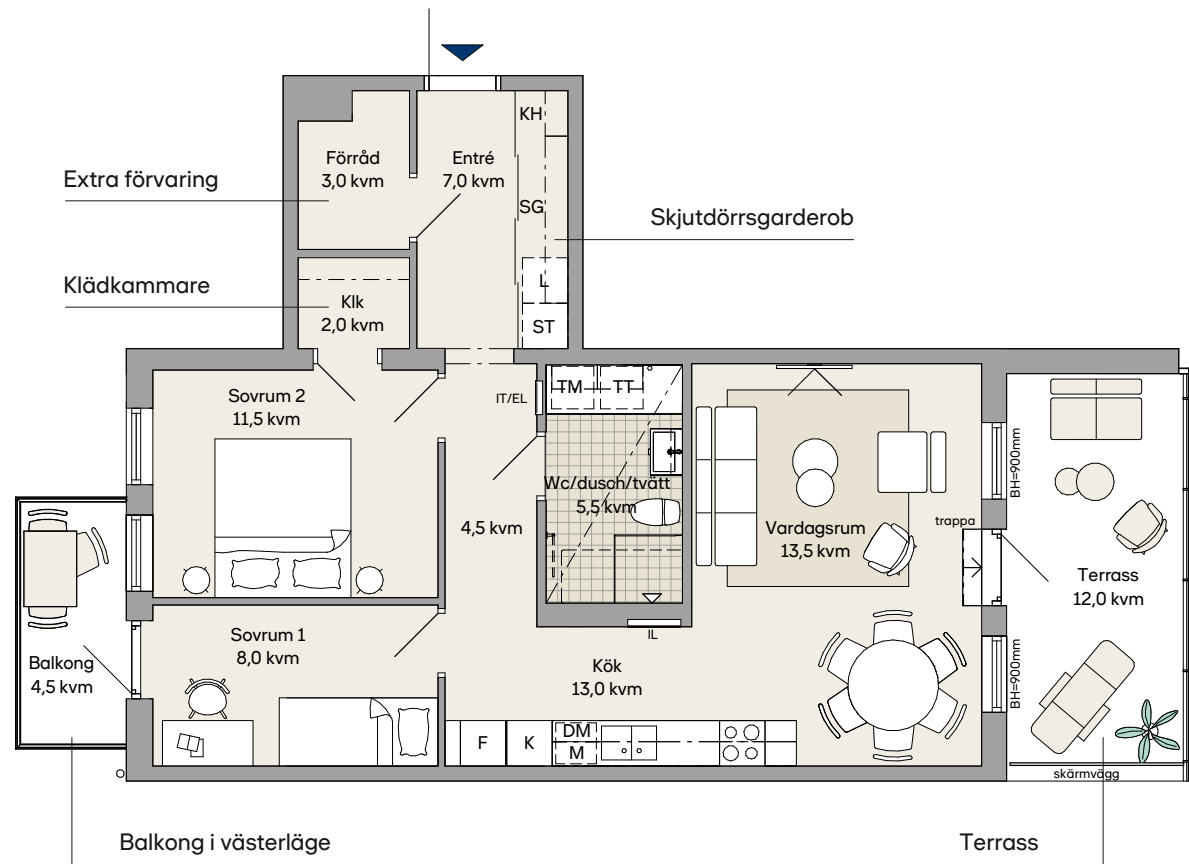 KH
Förråd
3,0 kvm
Entré
7,0 kvm
Extra förvaring
SG
Skjutdörrsgarderob
L
Klädkammare
Klk
2,0 kvm
ST
Sovrum 2
11,5 kvm
IT/EL
TM
TT
BH=900mm
Wc/dusch/tvätt
5,5 kvm
4,5 kvm
Vardagsrum
13,5 kvm
trappa
Terrass
12,0 kvm
Sovrum 1
8,0 kvm
IL
Balkong
4,5 kvm
Kök
13,0 kvm
BH=900mm
F
K
DM
M
skärmvägg
Balkong i västerläge
Terrass